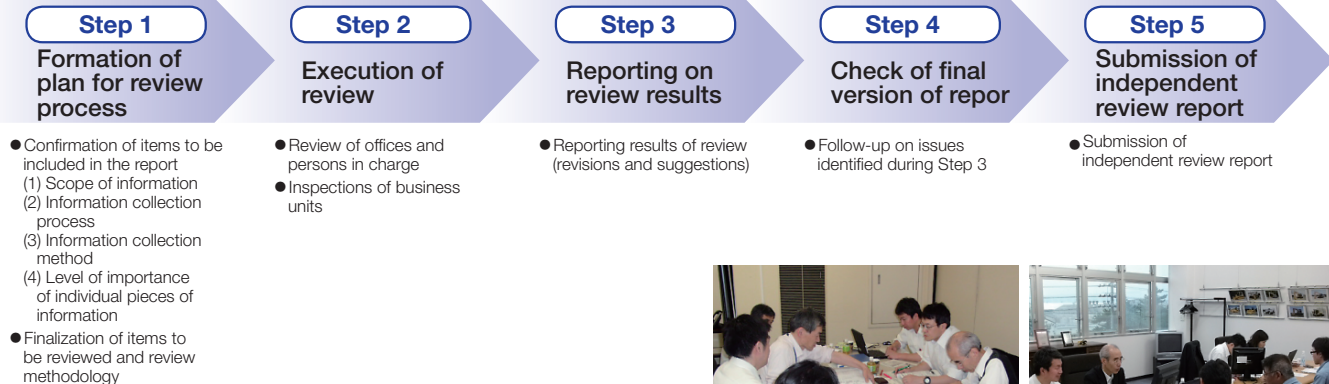 Step 1
Formation of
plan for review
process
● Confirmation of items to be
included in the report
(1) Scope of information
(2) Information collection
process
(3) Information collection
method
(4) Level of importance
of individual pieces of
information
● Finalization of items to
be reviewed and review
methodology
Step 2
Execution of
review
● Review of offices and
persons in charge
● Inspections of business
units
Step 3
Reporting on
review results
● Reporting results of review
(revisions and suggestions)
Step 4
Check of final
version of repor
● Follow-up on issues
identified during Step 3
Step 5
Submission of
independent
review report
● Submission of
independent review report